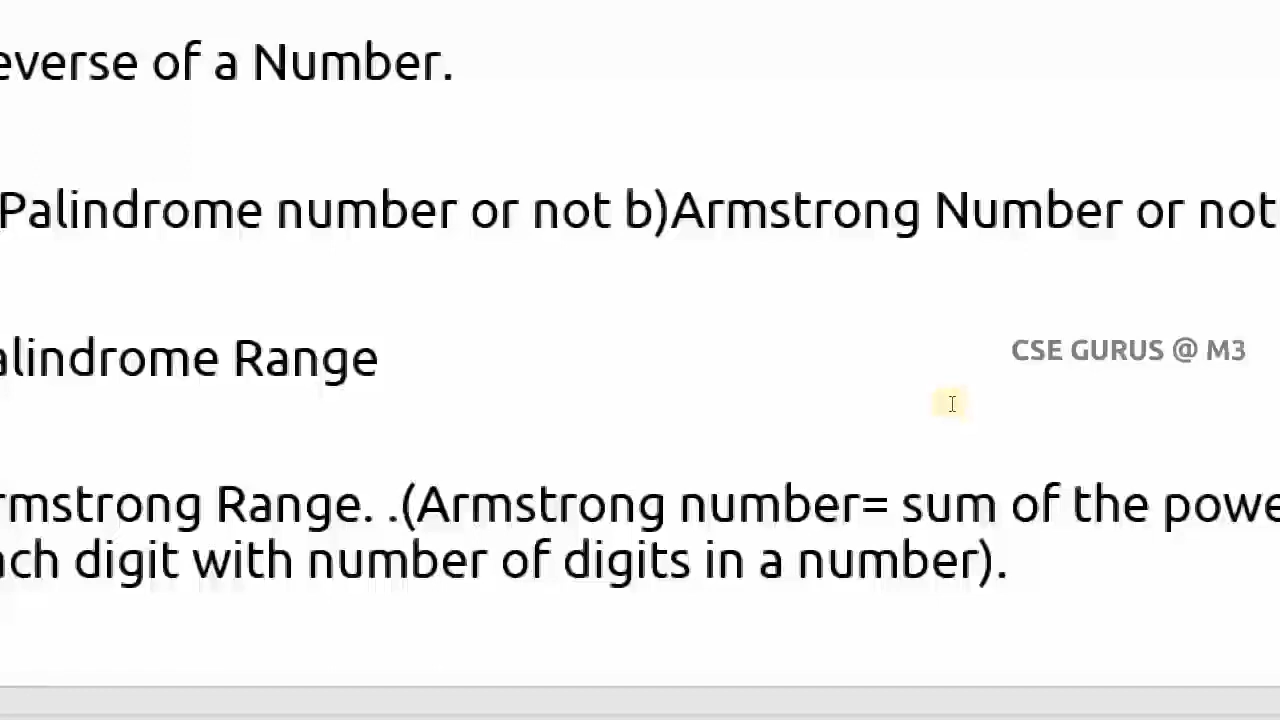 everse of a Number.
Palindrome number or not b)Armstrong Number or not
alindrome Range
CSE GURUS @ M3
rmstrong Range. .(Armstrong number= sum of the powe
ach digit with number of digits in a number).